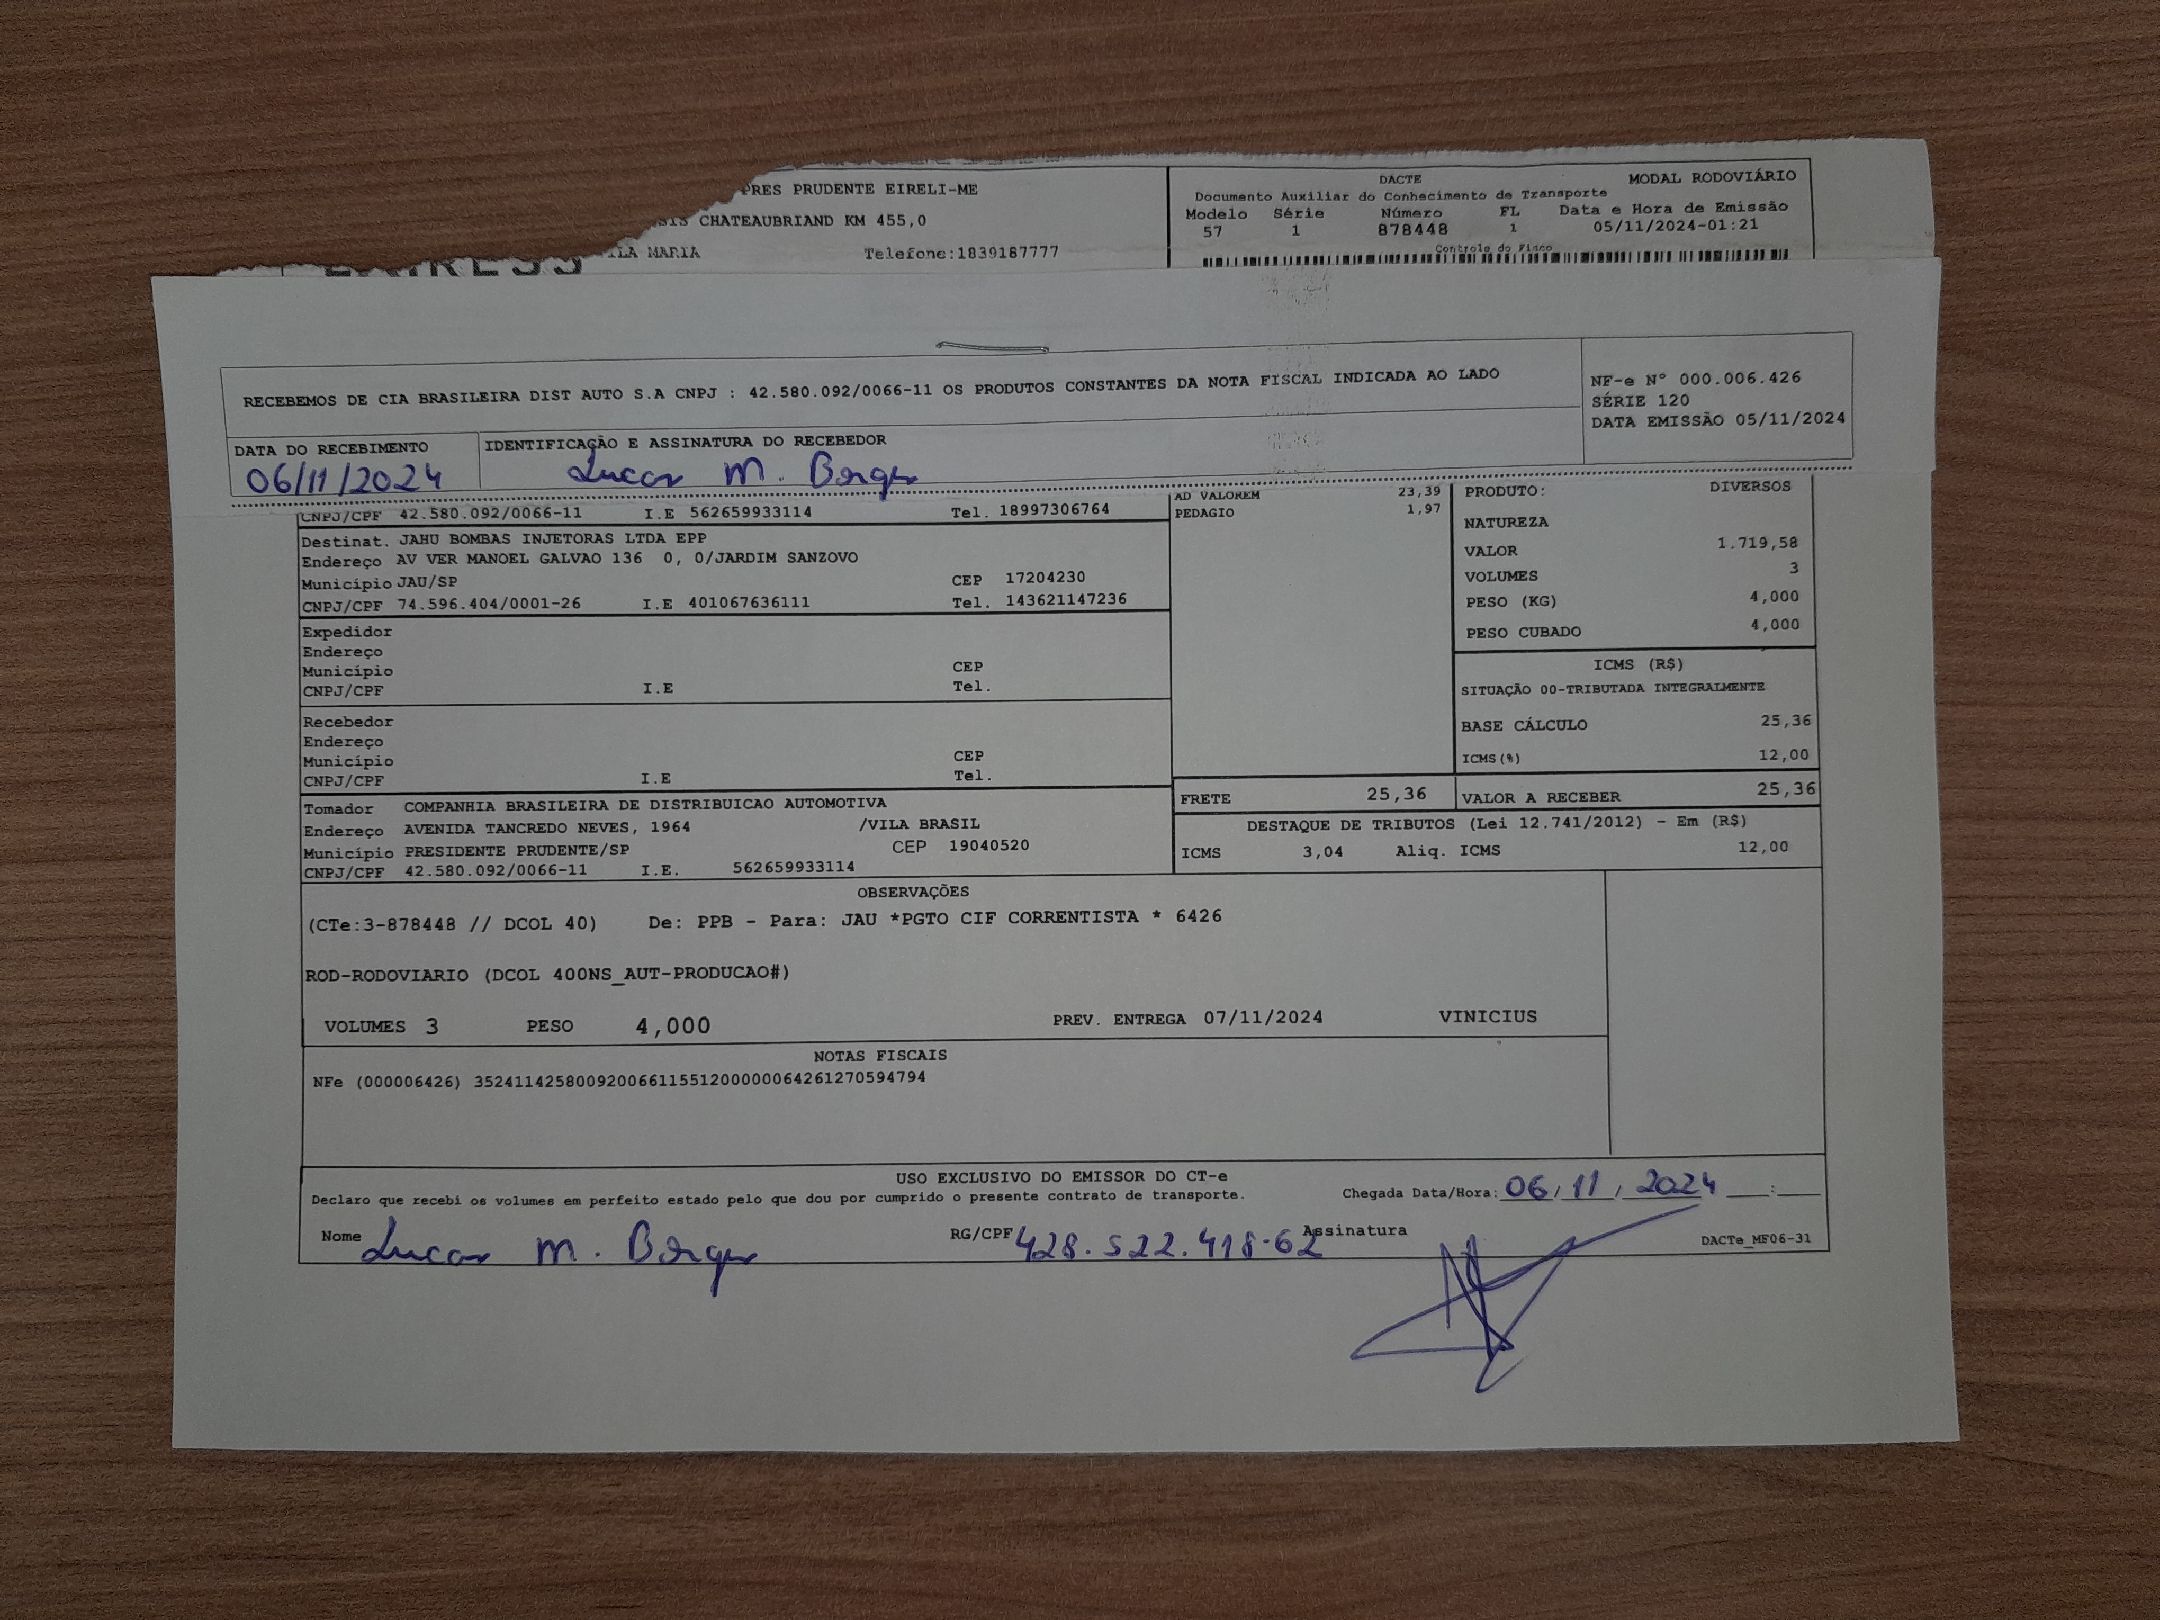 PRES PRUDENTE EIRELI-ME
CHATEAUBRIAND KM 455,0
ILA MARIA Telefone:1839187777
DACTE MODAL RODOVIÁRIO
Documento Auxiliar do Conhecimento de Transporte
Modelo Série Número FL Data e Hora de Emissão
57 1 878448 1 05/11/2024-01:21
Controle do Fisco
RECEBEMOS DE CIA BRASILEIRA DIST AUTO S.A CNPJ : 42.580.092/0066-11 OS PRODUTOS CONSTANTES DA NOTA FISCAL INDICADA AO LADO
NF-e Nº 000.006.426
SÉRIE 120
DATA EMISSÃO 05/11/2024
DATA DO RECEBIMENTO IDENTIFICAÇÃO E ASSINATURA DO RECEBEDOR
06/11/2024 Lucas M. Borges
CNPJ/CPF 42.580.092/0066-11 I.E 562659933114 Tel. 18997306764
Destinat. JAHU BOMBAS INJETORAS LTDA EPP
Endereço AV VER MANOEL GALVAO 136 0, 0/JARDIM SANZOVO
Município JAU/SP CEP 17204230
CNPJ/CPF 74.596.404/0001-26 I.E 401067636111 Tel. 143621147236
Expedidor
Endereço
Município CEP
CNPJ/CPF I.E Tel.
Recebedor
Endereço
Município CEP
CNPJ/CPF I.E Tel.
Tomador COMPANHIA BRASILEIRA DE DISTRIBUICAO AUTOMOTIVA
Endereço AVENIDA TANCREDO NEVES, 1964 /VILA BRASIL
Município PRESIDENTE PRUDENTE/SP CEP 19040520
CNPJ/CPF 42.580.092/0066-11 I.E. 562659933114
AD VALOREM 23,39
PEDAGIO 1,97
PRODUTO: DIVERSOS
NATUREZA
VALOR 1.719,58
VOLUMES 3
PESO (KG) 4,000
PESO CUBADO 4,000
ICMS (R$)
SITUAÇÃO 00-TRIBUTADA INTEGRALMENTE
BASE CÁLCULO 25,36
ICMS(%) 12,00
FRETE 25,36 VALOR A RECEBER 25,36
DESTAQUE DE TRIBUTOS (Lei 12.741/2012) - Em (R$)
ICMS 3,04 Aliq. ICMS 12,00
OBSERVAÇÕES
(CTe:3-878448 // DCOL 40) De: PPB - Para: JAU *PGTO CIF CORRENTISTA * 6426
ROD-RODOVIARIO (DCOL 400NS_AUT-PRODUCAO#)
VOLUMES 3 PESO 4,000 PREV. ENTREGA 07/11/2024 VINICIUS
NOTAS FISCAIS
NFe (000006426) 35241142580092006611551200000064261270594794
USO EXCLUSIVO DO EMISSOR DO CT-e
Declaro que recebi os volumes em perfeito estado pelo que dou por cumprido o presente contrato de transporte. Chegada Data/Hora: 06/11/2024 __:__
Nome Lucas M. Borges RG/CPF 428.522.418-62 Assinatura
DACTe_MF06-31